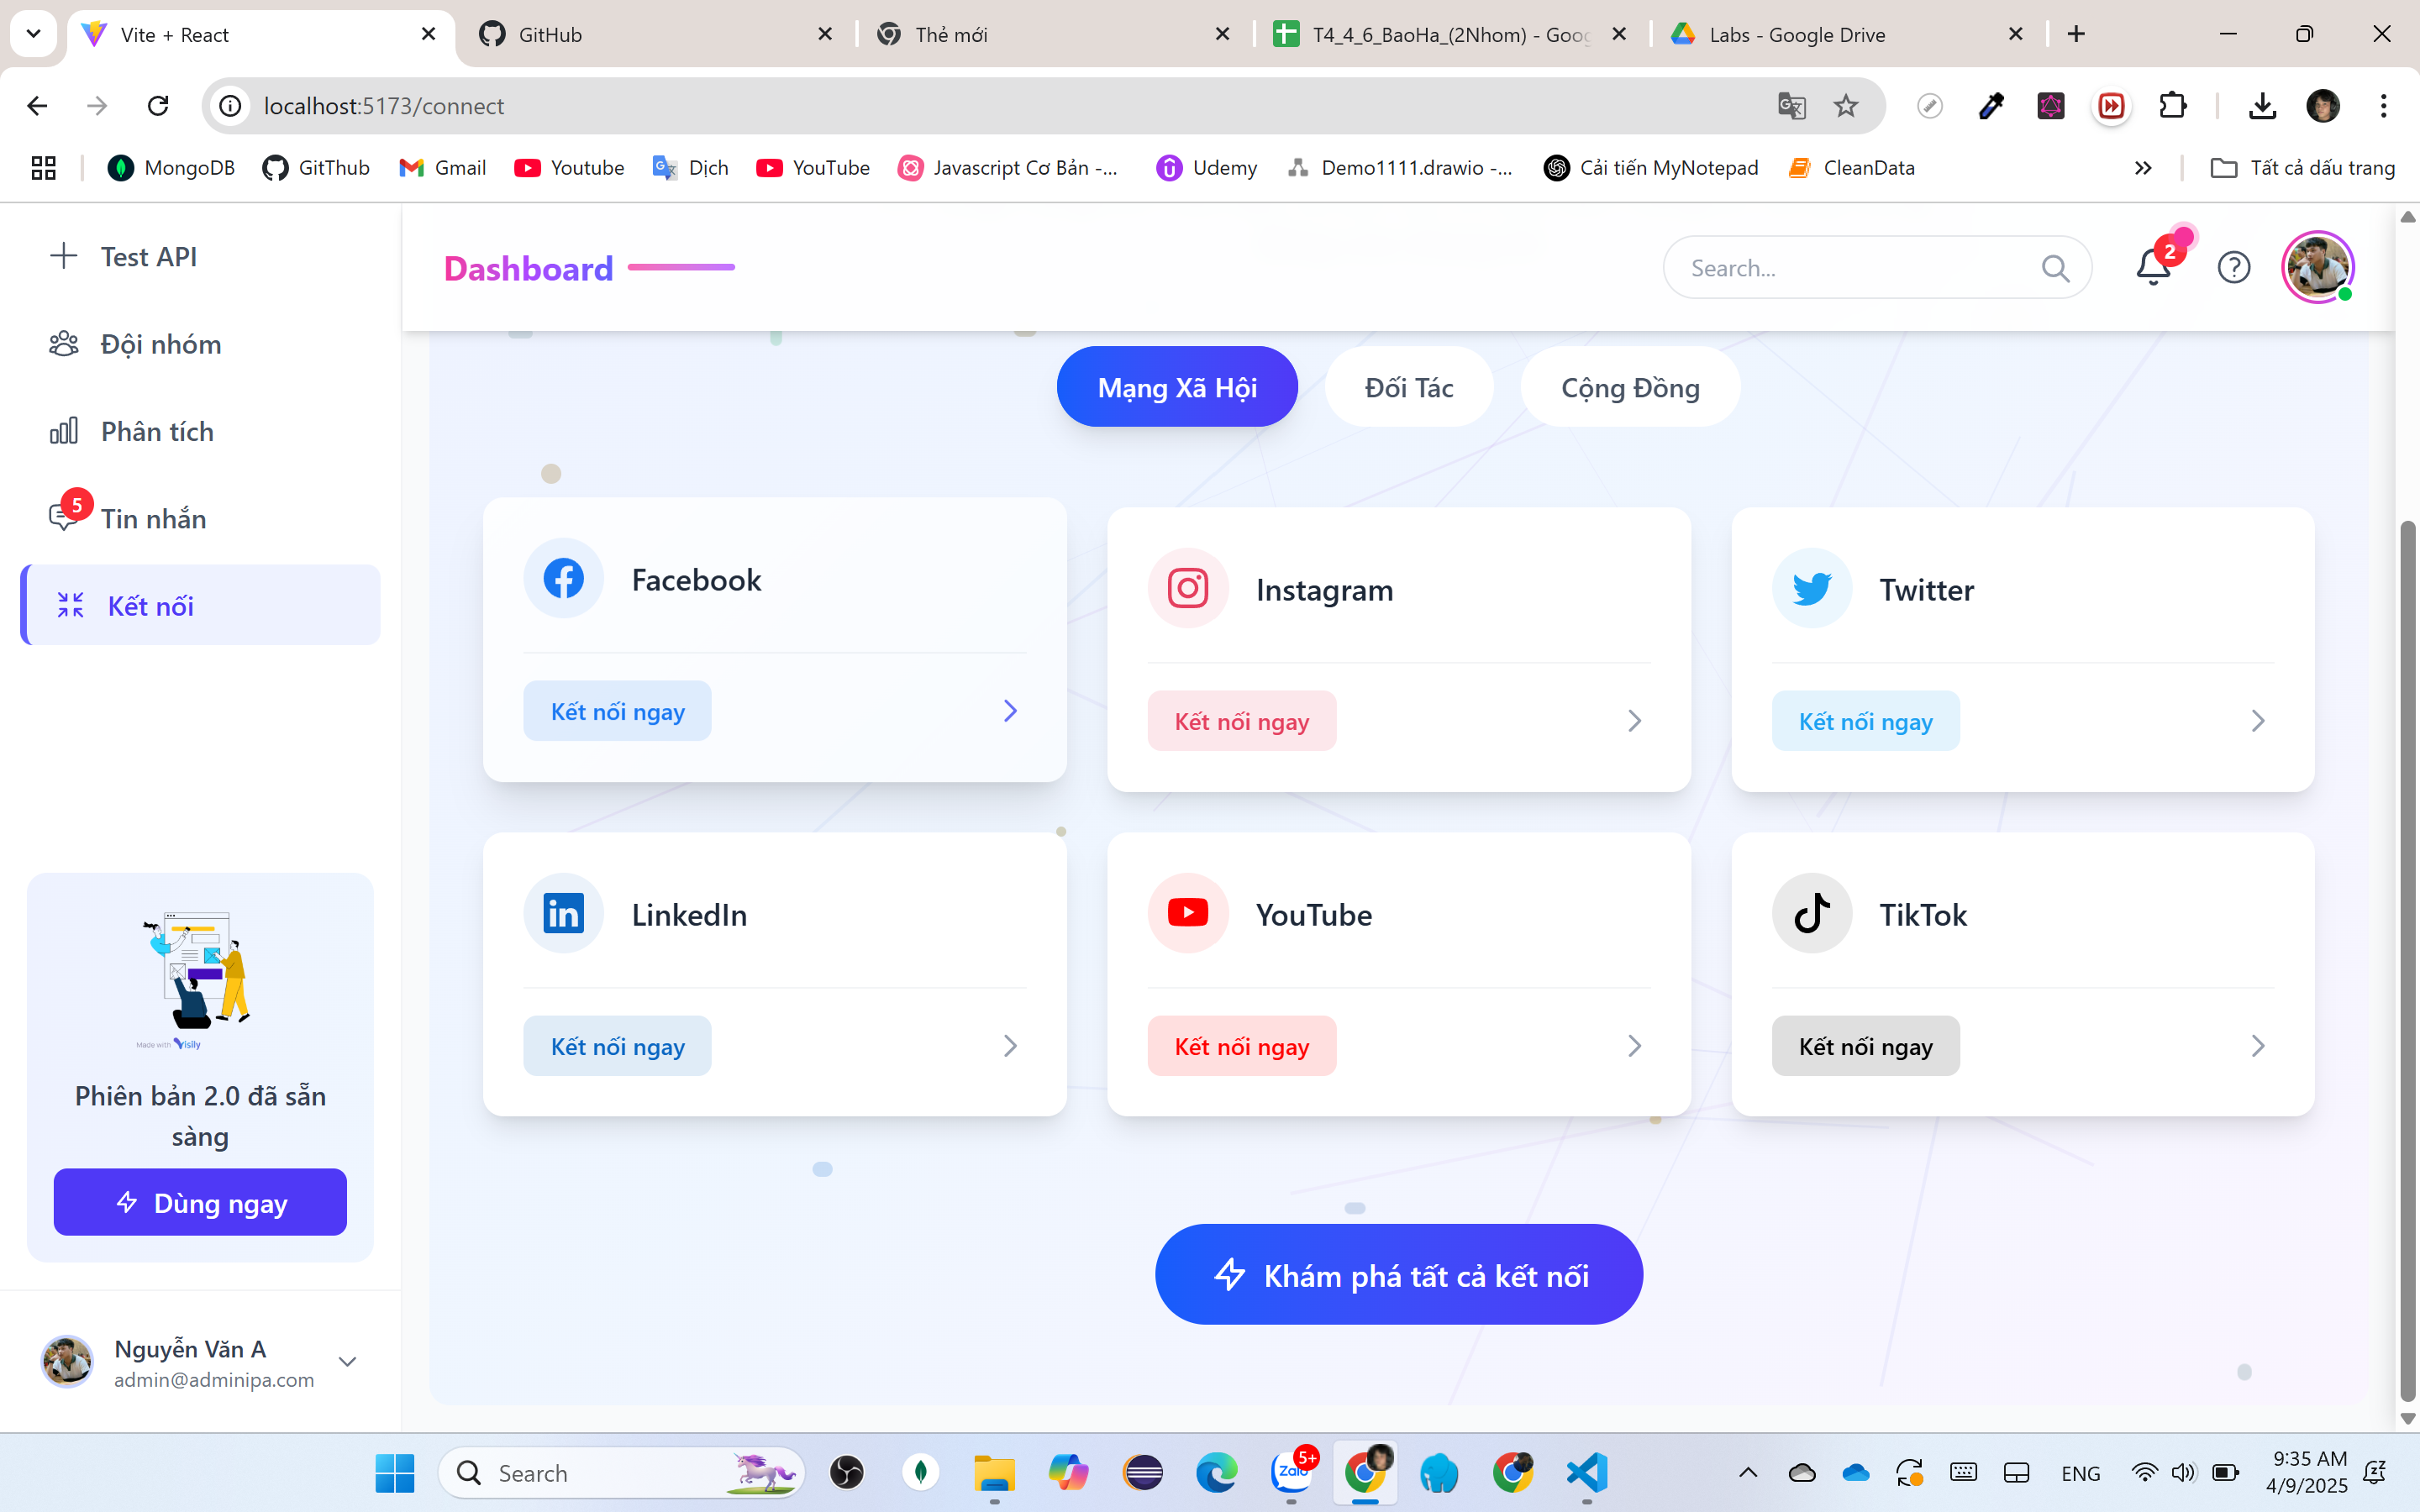 Vite + React
GitHub
Thẻ mới
T4_4_6_BaoHa_(2Nhom) - Goog
Labs - Google Drive
localhost:5173/connect
MongoDB
GitThub
Gmail
Youtube
Dịch
YouTube
Javascript Cơ Bản -...
Udemy
Demo1111.drawio -...
Cải tiến MyNotepad
CleanData
Tất cả dấu trang
Test API
Đội nhóm
Phân tích
5
Tin nhắn
Kết nối
Made with Visily
Phiên bản 2.0 đã sẵn
sàng
Dùng ngay
Nguyễn Văn A
admin@adminipa.com
Dashboard
Search...
2
Mạng Xã Hội
Đối Tác
Cộng Đồng
Facebook
Kết nối ngay
Instagram
Kết nối ngay
Twitter
Kết nối ngay
LinkedIn
Kết nối ngay
YouTube
Kết nối ngay
TikTok
Kết nối ngay
Khám phá tất cả kết nối
Search
Zalo
5+
ENG
9:35 AM
4/9/2025